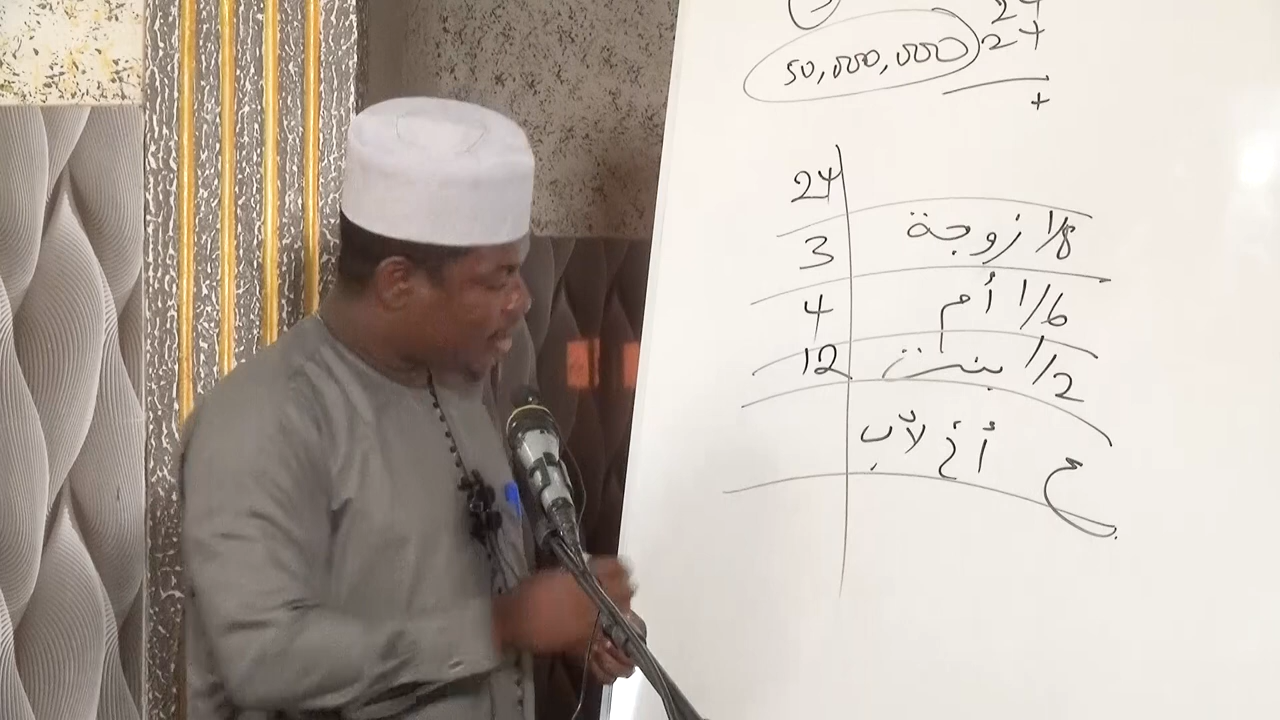 24
50,000,000 27
+
24
3 زوجة 1/8
4 أم 1/6
12 بنت 1/2
ع أخ لأب